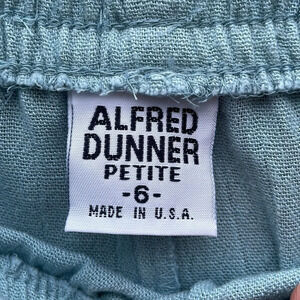 ALFRED
DUNNER
PETITE
-6-
MADE IN U.S.A.